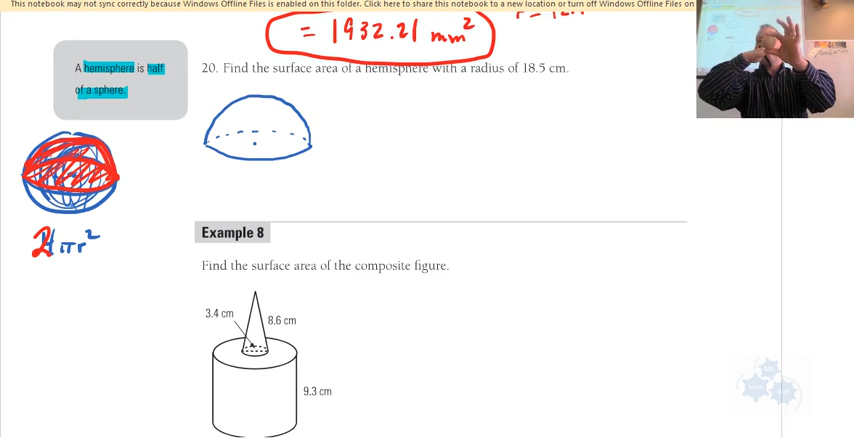 This notebook may not sync correctly because Windows Offline Files is enabled on this folder. Click here to share this notebook to a new location or turn off Windows Offline Files on
= 1932.21 mm²
A hemisphere is half
of a sphere.
20. Find the surface area of a hemisphere with a radius of 18.5 cm.
2 πr²
Example 8
Find the surface area of the composite figure.
3.4 cm
8.6 cm
9.3 cm